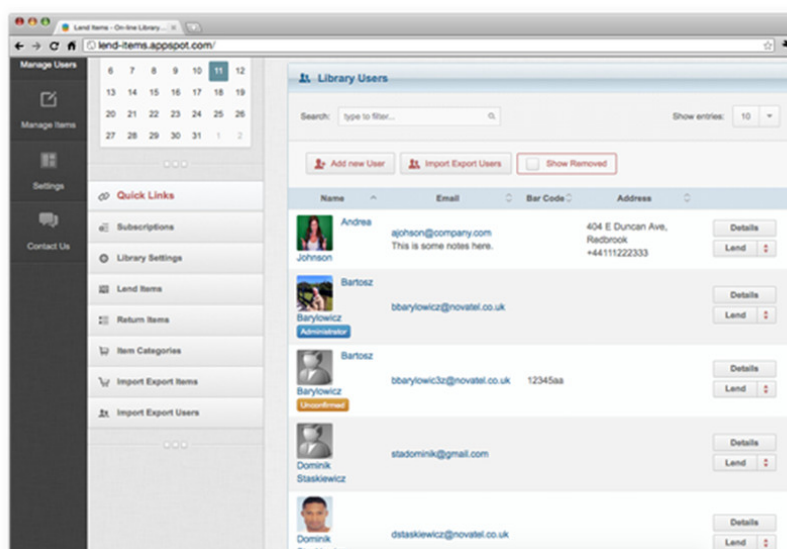 Lend Items - On-line Library...
lend-items.appspot.com/
Manage Users
Manage Items
Settings
Contact Us
6 7 8 9 10 11 12
13 14 15 16 17 18 19
20 21 22 23 24 25 26
27 28 29 30 31 1 2
Quick Links
Subscriptions
Library Settings
Lend Items
Return Items
Item Categories
Import Export Items
Import Export Users
Library Users
Search: type to filter...
Show entries: 10
Add new User
Import Export Users
Show Removed
Name Email Bar Code Address
Andrea
Johnson
ajohson@company.com
This is some notes here.
404 E Duncan Ave,
Redbrook
+44111222333
Details
Lend
Bartosz
Barylowicz
Administrator
bbarylowicz@novatel.co.uk
Details
Lend
Bartosz
Barylowicz
Unconfirmed
bbarylowic3z@novatel.co.uk
12345aa
Details
Lend
Dominik
Staskiewicz
stadominik@gmail.com
Details
Lend
Dominik
dstaskiewicz@novatel.co.uk
Details
Lend